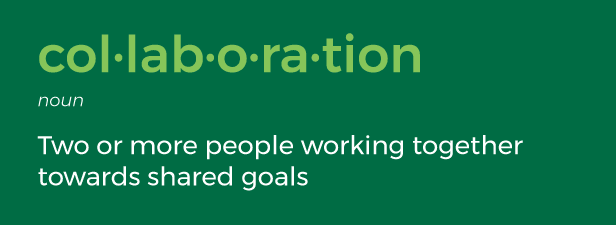 col·lab·o·ra·tion
noun
Two or more people working together
towards shared goals